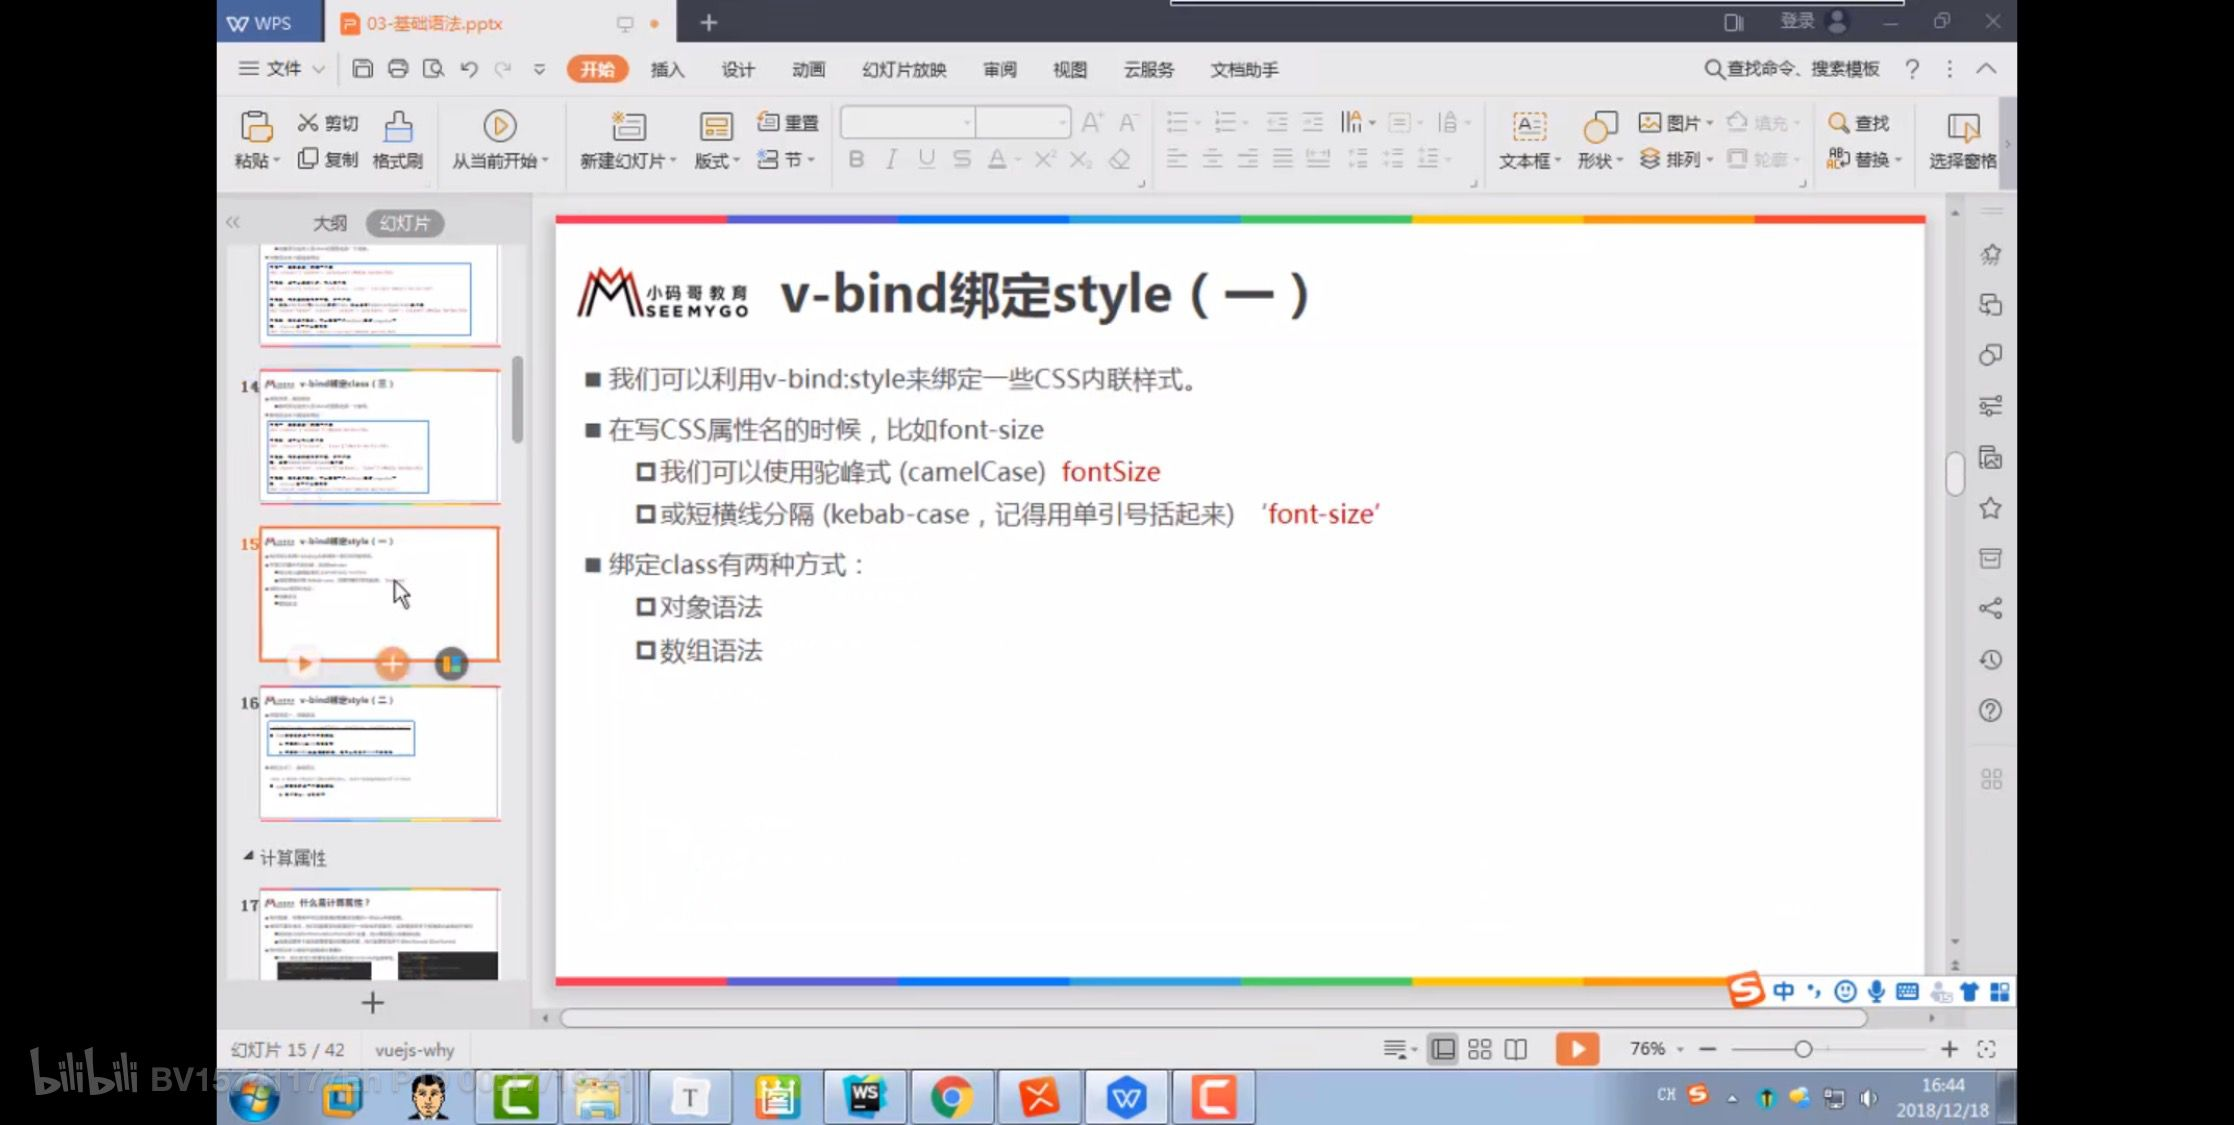 WPS
03-基础语法.pptx
登录
文件
开始
插入
设计
动画
幻灯片放映
审阅
视图
云服务
文档助手
查找命令、搜索模板
粘贴
剪切
复制
格式刷
从当前开始
新建幻灯片
版式
重置
节
文本框
形状
图片
排列
填充
轮廓
查找
替换
选择窗格
大纲
幻灯片
14
v-bind绑定class（三）
15
v-bind绑定style（一）
16
v-bind绑定style（二）
计算属性
17
什么是计算属性？
小码哥教育
SEEMYGO
v-bind绑定style（一）
我们可以利用v-bind:style来绑定一些CSS内联样式。
在写CSS属性名的时候，比如font-size
我们可以使用驼峰式 (camelCase) fontSize
或短横线分隔 (kebab-case，记得用单引号括起来) ‘font-size’
绑定class有两种方式：
对象语法
数组语法
中
幻灯片 15 / 42
vuejs-why
76%
bilibili
CH
16:44
2018/12/18